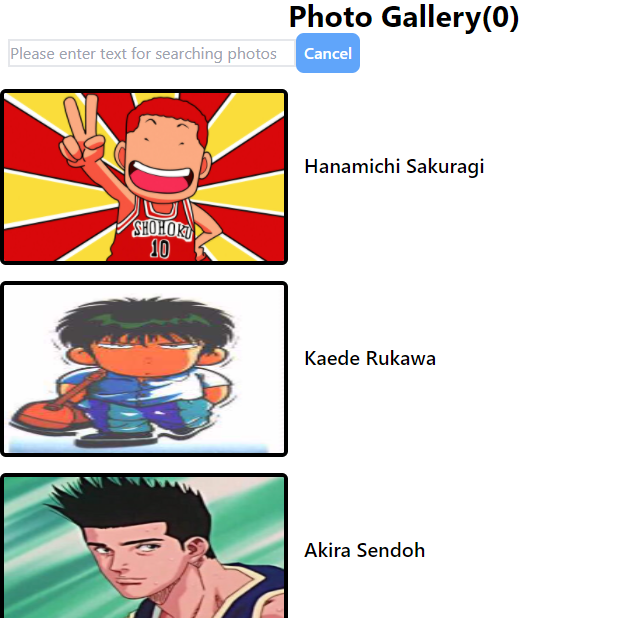 Photo Gallery(0)
Please enter text for searching photos
Cancel
SHOHOKU
10
Hanamichi Sakuragi
Kaede Rukawa
Akira Sendoh